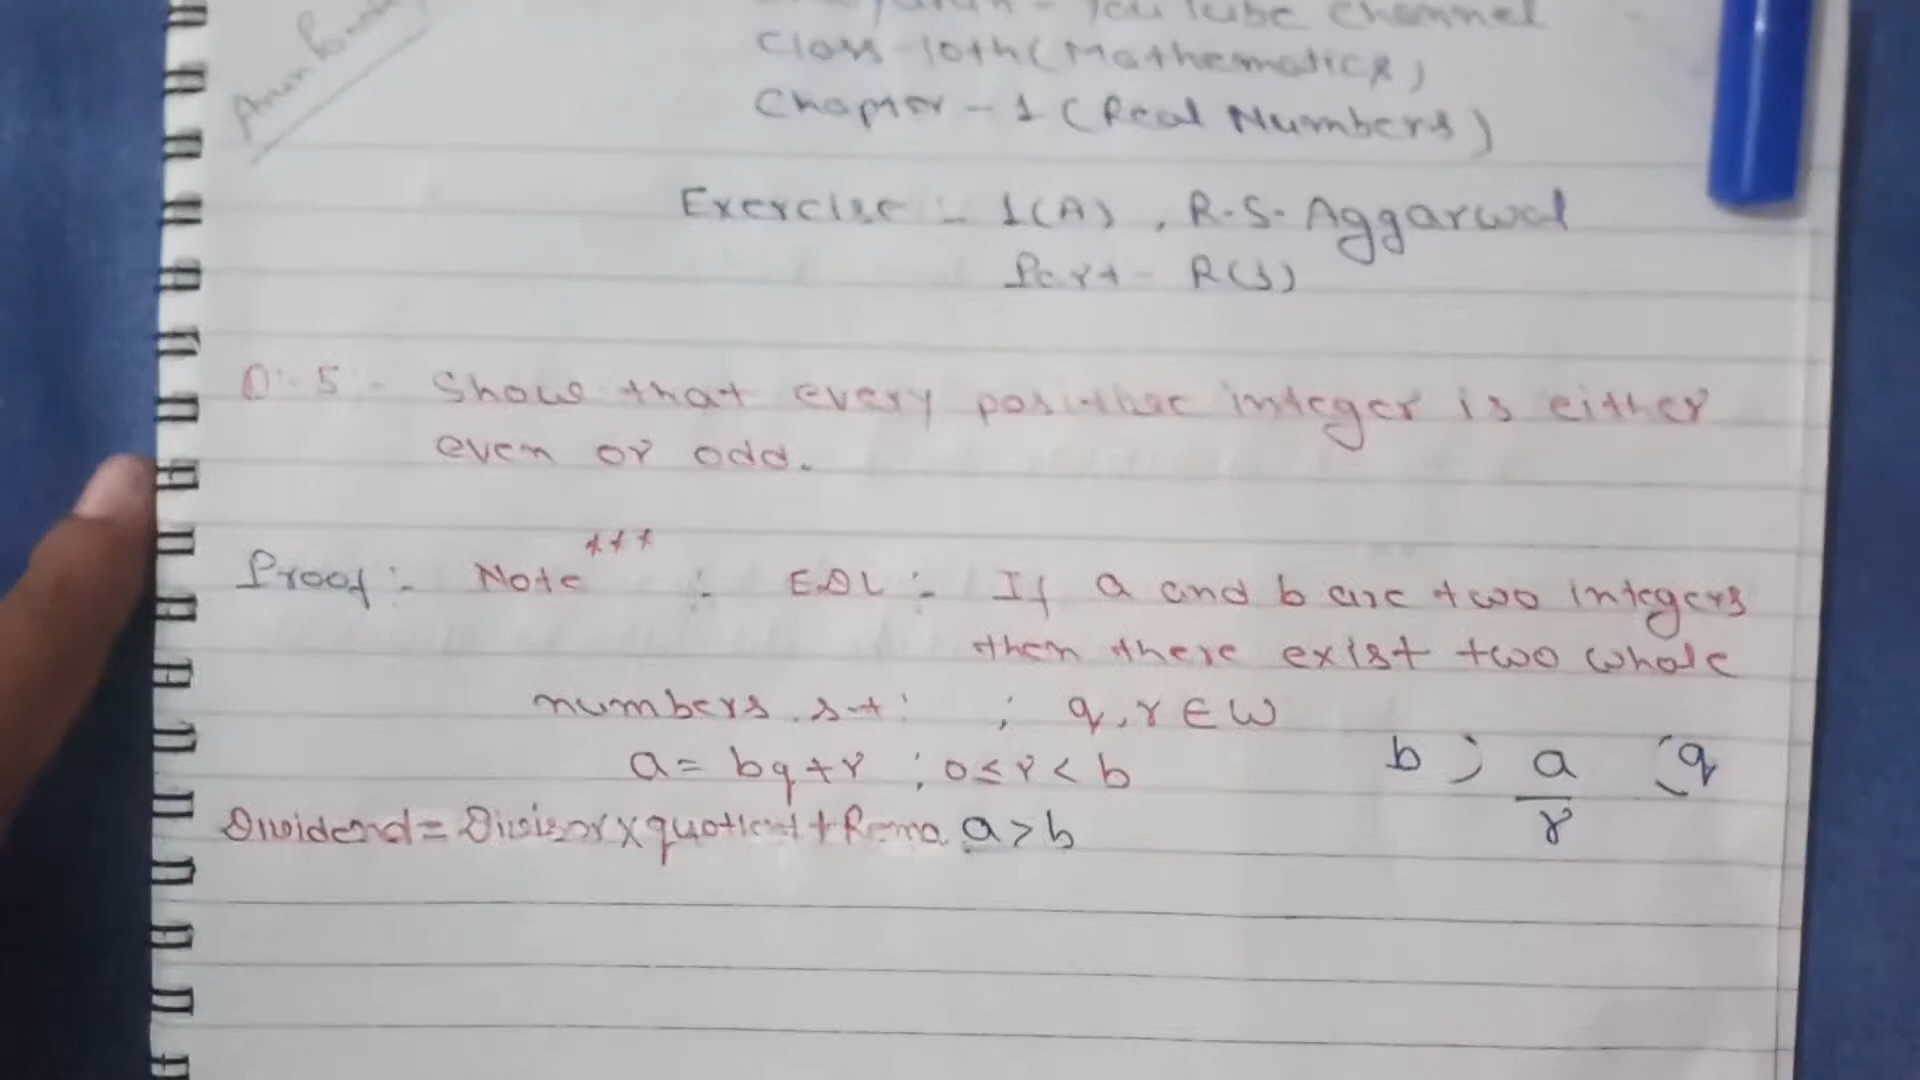 YouTube Channel
Class-10th(Mathematics)
Chapter-1 (Real Numbers)
Exercise :- 1(A), R.S. Aggarwal
Part-
Q:-5:- Show that every positive integer is either
even or odd.
Proof:- Note*** :- EDL:- If a and b are two integers
then there exist two whole
numbers s.t: ; q, r ∈ W
a = bq + r ; 0 ≤ r < b
b ) a ( q
r
Dividend = Divisor x quotient + Rema a > b